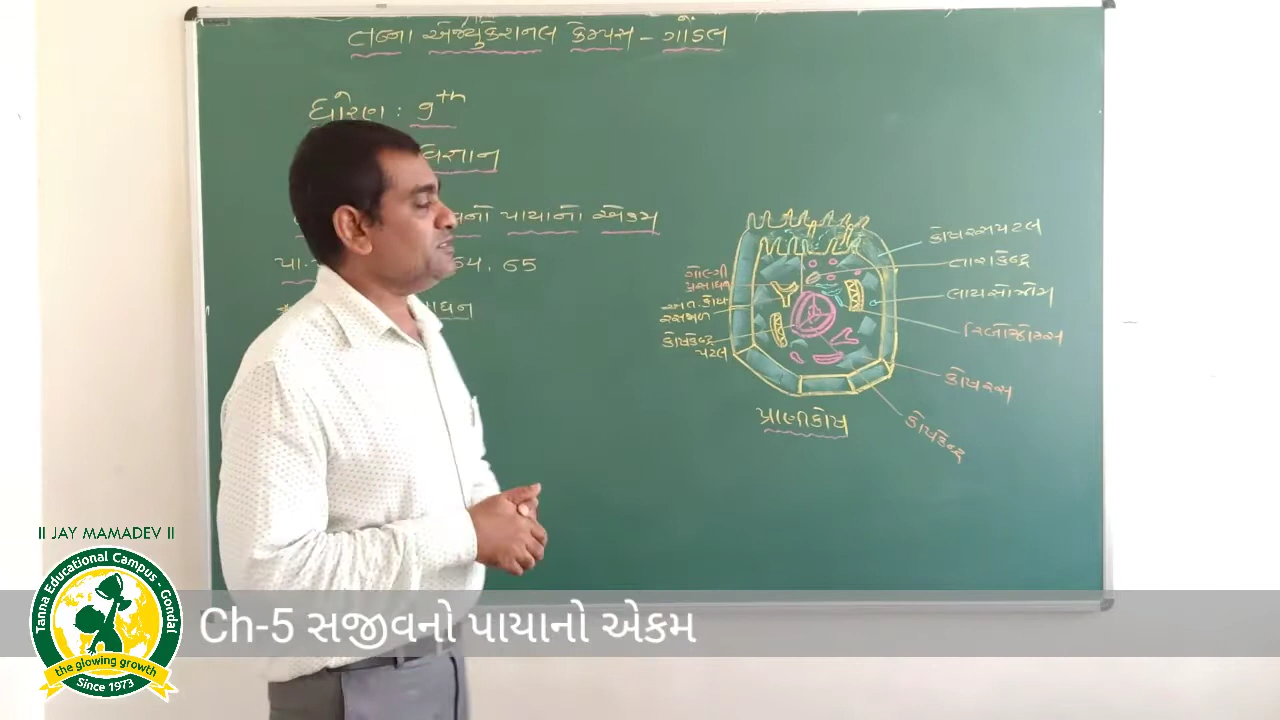 તન્ના એજ્યુકેશનલ કેમ્પસ - ગોંડલ
ધોરણ : 9th
વિજ્ઞાન
નો પાયાનો એકમ
64, 65
કોષરસપટલ
તારાકેન્દ્ર
લાયસોઝોમ
રિબોઝોમ્સ
કોષરસ
કોષકેન્દ્ર
ગોલ્ગી
પ્રસાધન
અંત:કોષ
રસજાળ
કોષકેન્દ્ર
પટલ
પ્રાણીકોષ
II JAY MAMADEV II
Tanna Educational Campus - Gondal
the glowing growth
Since 1973
Ch-5 સજીવનો પાયાનો એકમ